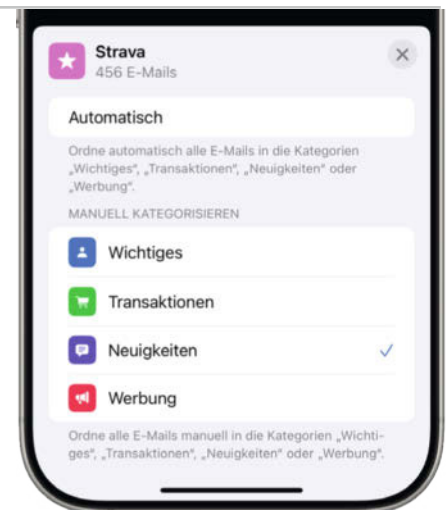 Strava
456 E-Mails
Automatisch
Ordne automatisch alle E-Mails in die Kategorien
„Wichtiges“, „Transaktionen“, „Neuigkeiten“ oder
„Werbung“.
MANUELL KATEGORISIEREN
Wichtiges
Transaktionen
Neuigkeiten
Werbung
Ordne alle E-Mails manuell in die Kategorien „Wichti-
ges“, „Transaktionen“, „Neuigkeiten“ oder „Werbung“.